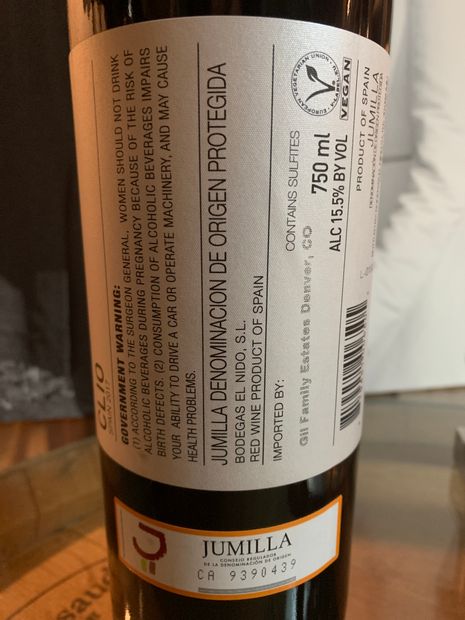 CLIO
GOVERNMENT WARNING:
(1) ACCORDING TO THE SURGEON GENERAL, WOMEN SHOULD NOT DRINK
ALCOHOLIC BEVERAGES DURING PREGNANCY BECAUSE OF THE RISK OF
BIRTH DEFECTS. (2) CONSUMPTION OF ALCOHOLIC BEVERAGES IMPAIRS
YOUR ABILITY TO DRIVE A CAR OR OPERATE MACHINERY, AND MAY CAUSE
HEALTH PROBLEMS.
JUMILLA DENOMINACION DE ORIGEN PROTEGIDA
BODEGAS EL NIDO, S.L.
RED WINE PRODUCT OF SPAIN
IMPORTED BY:
CONTAINS SULFITES
Gil Family Estates Denver, CO
750 ml
ALC 15.5% BY VOL
EUROPEAN VEGETARIAN UNION
VEGAN
PRODUCT OF SPAIN
JUMILLA
JUMILLA
CONSEJO REGULADOR
DE LA DENOMINACIÓN DE ORIGEN
CA 9390439